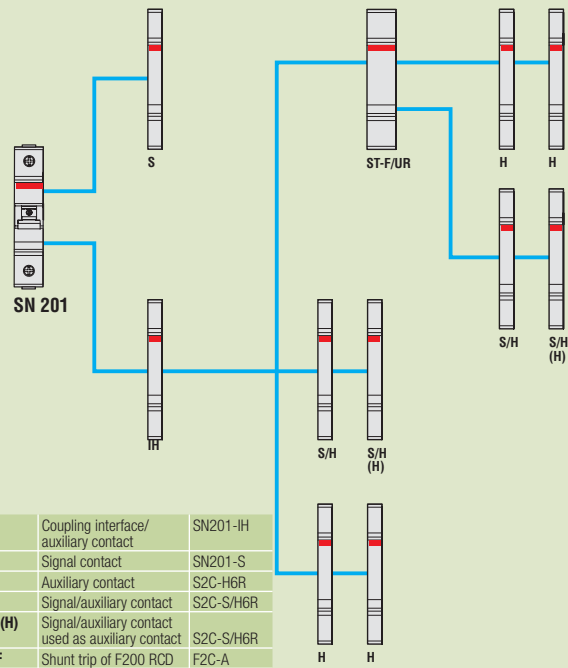 S
ST-F/UR
H
H
SN 201
S/H
S/H
(H)
IH
S/H
S/H
(H)
Coupling interface/
auxiliary contact
SN201-IH
Signal contact
SN201-S
Auxiliary contact
S2C-H6R
Signal/auxiliary contact
S2C-S/H6R
(H)
Signal/auxiliary contact
used as auxiliary contact
S2C-S/H6R
Shunt trip of F200 RCD
F2C-A
H
H